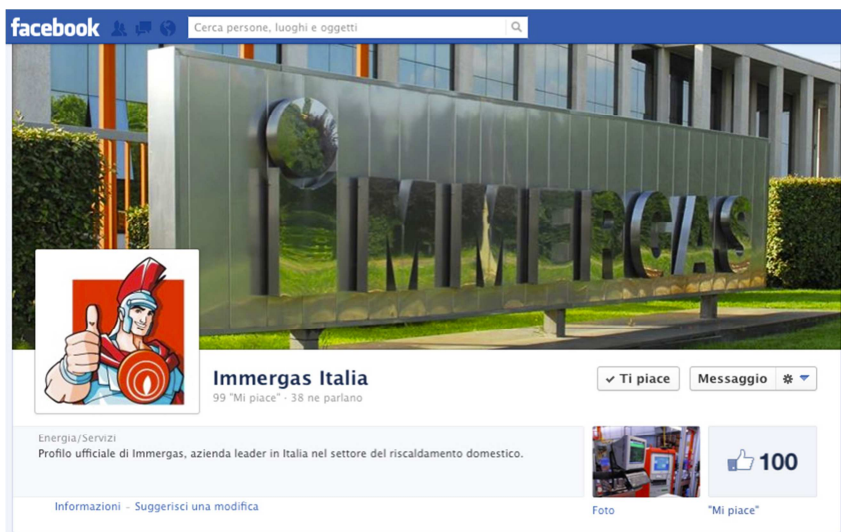 facebook
Cerca persone, luoghi e oggetti
iMMERGAS
Immergas Italia
99 "Mi piace" · 38 ne parlano
✓ Ti piace
Messaggio
Energia/Servizi
Profilo ufficiale di Immergas, azienda leader in Italia nel settore del riscaldamento domestico.
100
Informazioni - Suggerisci una modifica
Foto
"Mi piace"